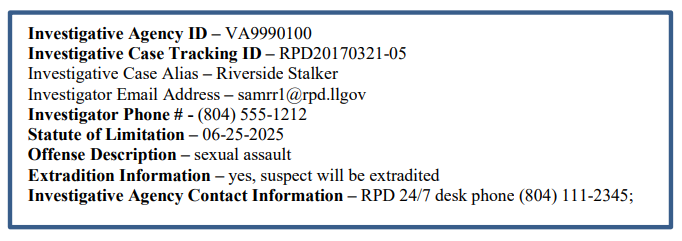 Investigative Agency ID – VA9990100
Investigative Case Tracking ID – RPD20170321-05
Investigative Case Alias – Riverside Stalker
Investigator Email Address – samrr1@rpd.llgov
Investigator Phone # - (804) 555-1212
Statute of Limitation – 06-25-2025
Offense Description – sexual assault
Extradition Information – yes, suspect will be extradited
Investigative Agency Contact Information – RPD 24/7 desk phone (804) 111-2345;